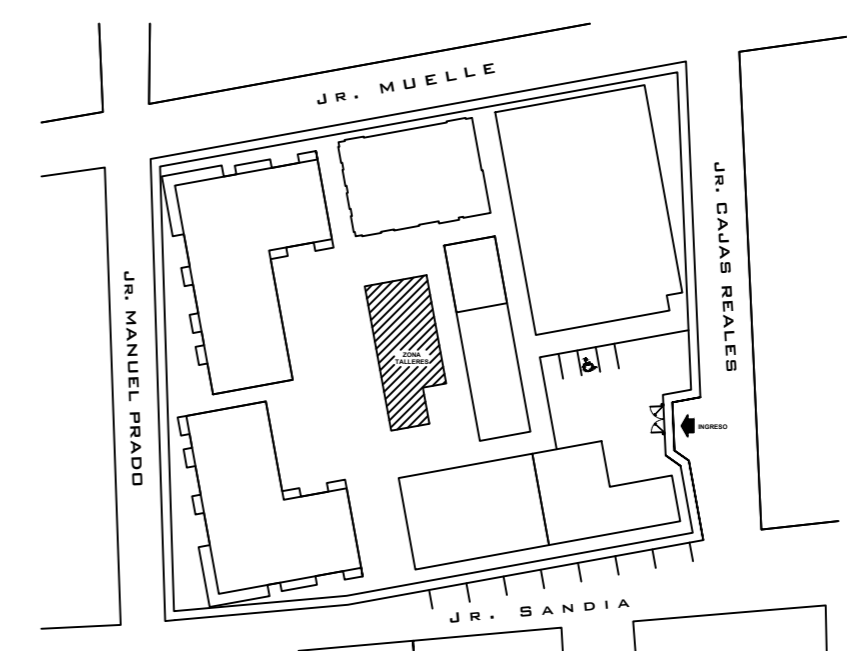 JR. MUELLE
JR. CAJAS REALES
JR. MANUEL PRADO
ZONA
TALLERES
INGRESO
JR. SANDIA